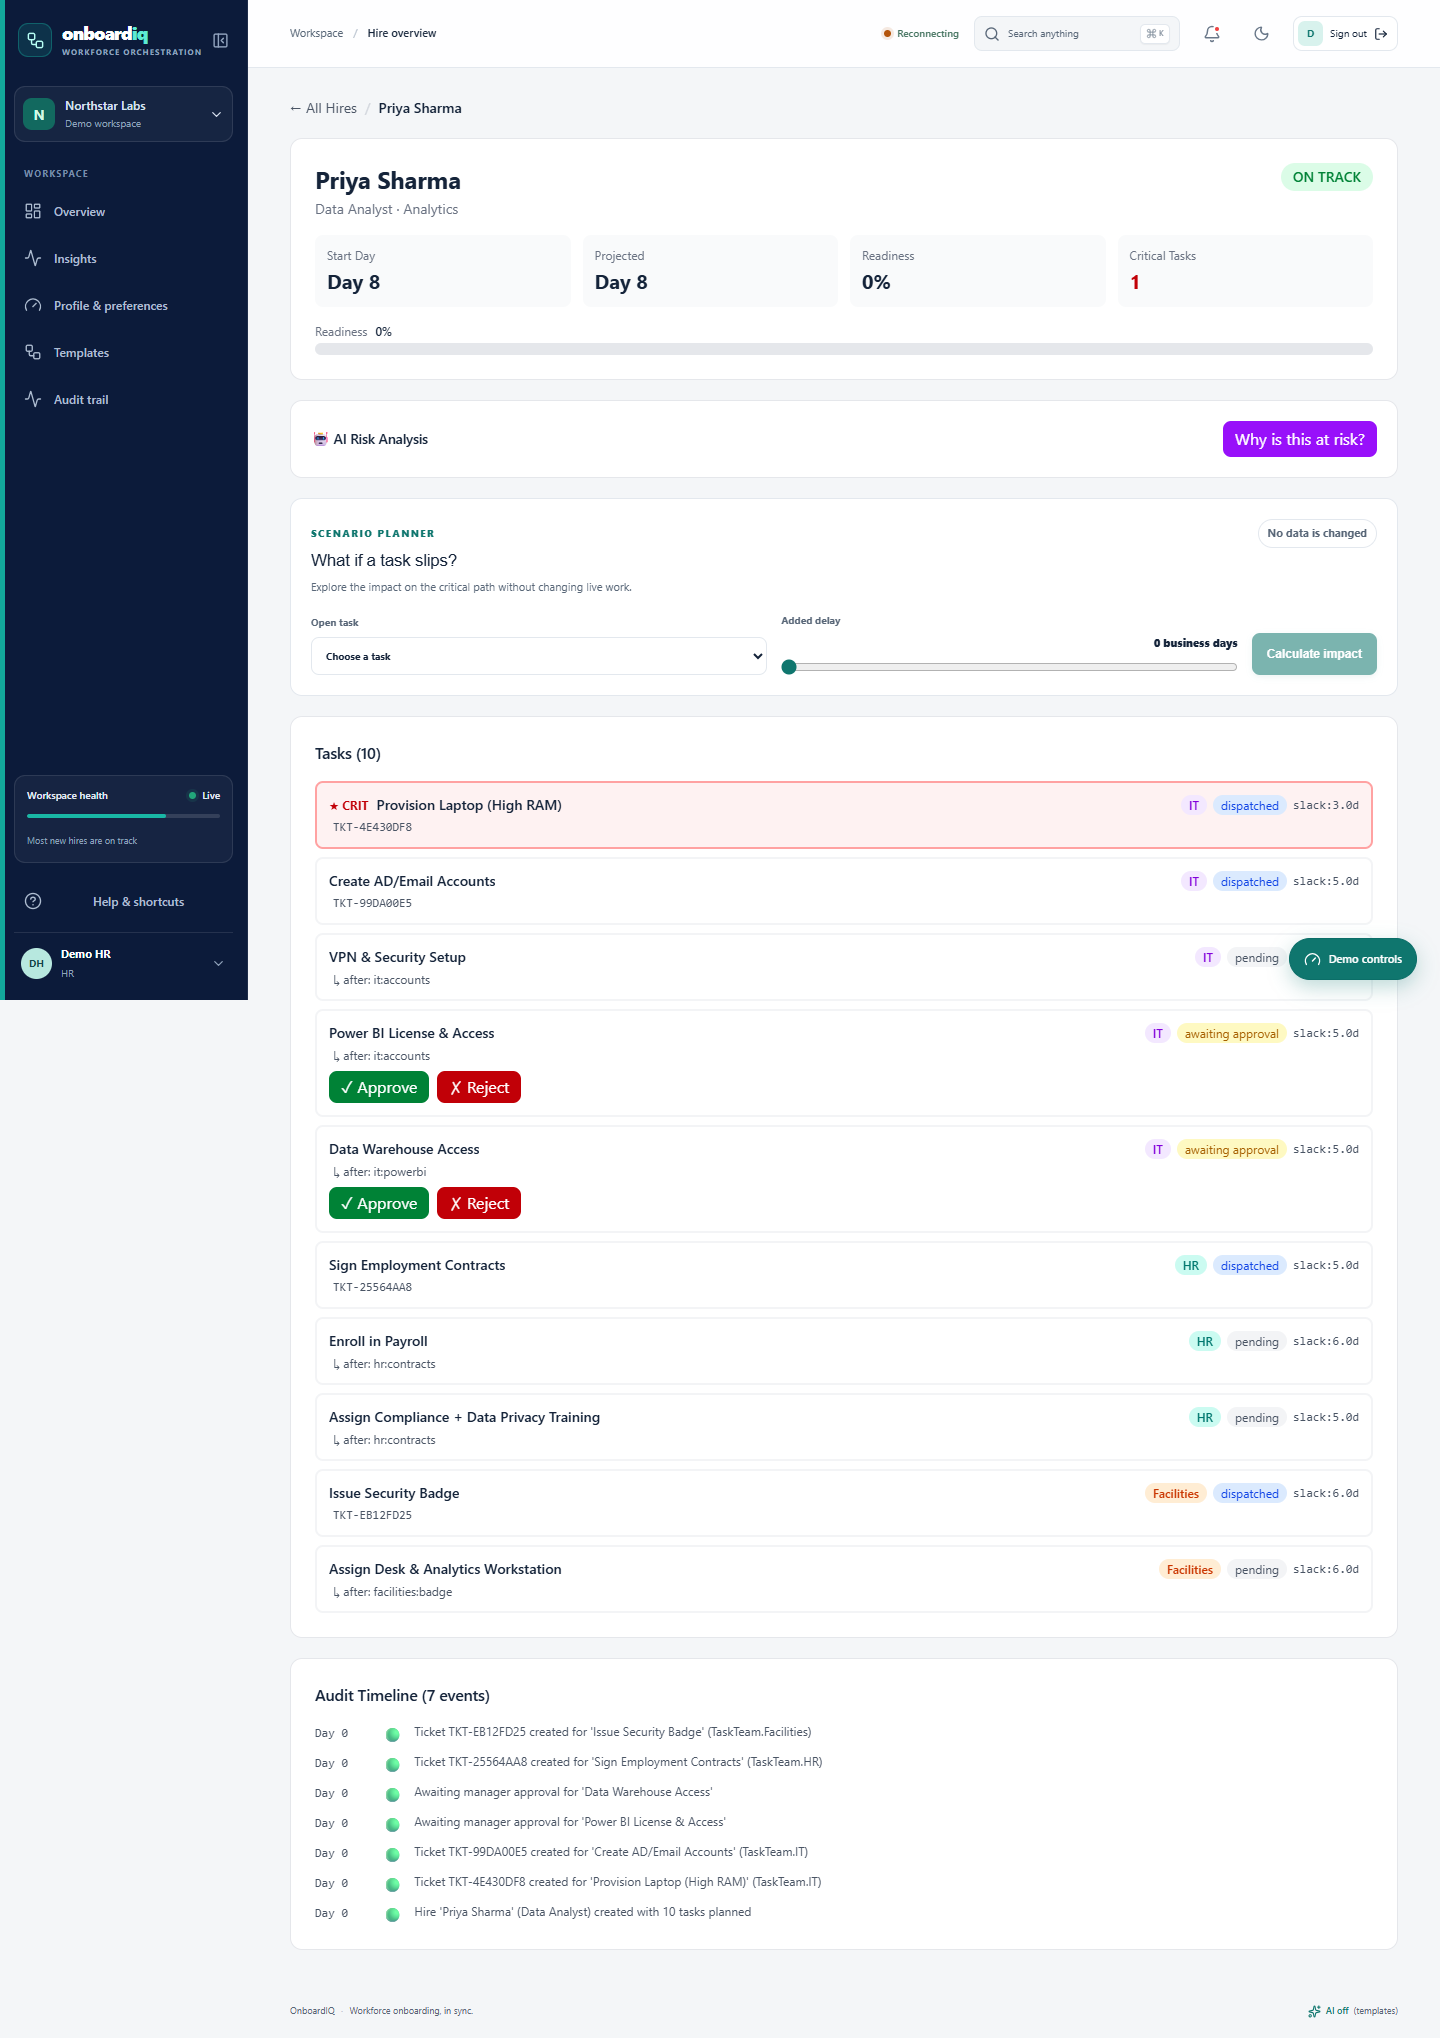 onboardiq
WORKFORCE ORCHESTRATION
N
Northstar Labs
Demo workspace
WORKSPACE
Overview
Insights
Profile & preferences
Templates
Audit trail
Workspace health
Live
Most new hires are on track
Help & shortcuts
DH
Demo HR
HR
Workspace / Hire overview
Reconnecting
Search anything
⌘ K
D
Sign out
← All Hires / Priya Sharma
Priya Sharma
ON TRACK
Data Analyst · Analytics
Start Day
Day 8
Projected
Day 8
Readiness
0%
Critical Tasks
1
Readiness 0%
AI Risk Analysis
Why is this at risk?
SCENARIO PLANNER
No data is changed
What if a task slips?
Explore the impact on the critical path without changing live work.
Open task
Choose a task
Added delay
0 business days
Calculate impact
Tasks (10)
★ CRIT Provision Laptop (High RAM) IT dispatched slack:3.0d
TKT-4E430DF8
Create AD/Email Accounts IT dispatched slack:5.0d
TKT-99DA00E5
VPN & Security Setup IT pending
↳ after: it:accounts
Demo controls
Power BI License & Access IT awaiting approval slack:5.0d
↳ after: it:accounts
✓ Approve ✗ Reject
Data Warehouse Access IT awaiting approval slack:5.0d
↳ after: it:powerbi
✓ Approve ✗ Reject
Sign Employment Contracts HR dispatched slack:5.0d
TKT-25564AA8
Enroll in Payroll HR pending slack:6.0d
↳ after: hr:contracts
Assign Compliance + Data Privacy Training HR pending slack:5.0d
↳ after: hr:contracts
Issue Security Badge Facilities dispatched slack:6.0d
TKT-EB12FD25
Assign Desk & Analytics Workstation Facilities pending slack:6.0d
↳ after: facilities:badge
Audit Timeline (7 events)
Day 0 Ticket TKT-EB12FD25 created for 'Issue Security Badge' (TaskTeam.Facilities)
Day 0 Ticket TKT-25564AA8 created for 'Sign Employment Contracts' (TaskTeam.HR)
Day 0 Awaiting manager approval for 'Data Warehouse Access'
Day 0 Awaiting manager approval for 'Power BI License & Access'
Day 0 Ticket TKT-99DA00E5 created for 'Create AD/Email Accounts' (TaskTeam.IT)
Day 0 Ticket TKT-4E430DF8 created for 'Provision Laptop (High RAM)' (TaskTeam.IT)
Day 0 Hire 'Priya Sharma' (Data Analyst) created with 10 tasks planned
OnboardIQ · Workforce onboarding, in sync.
AI off (templates)